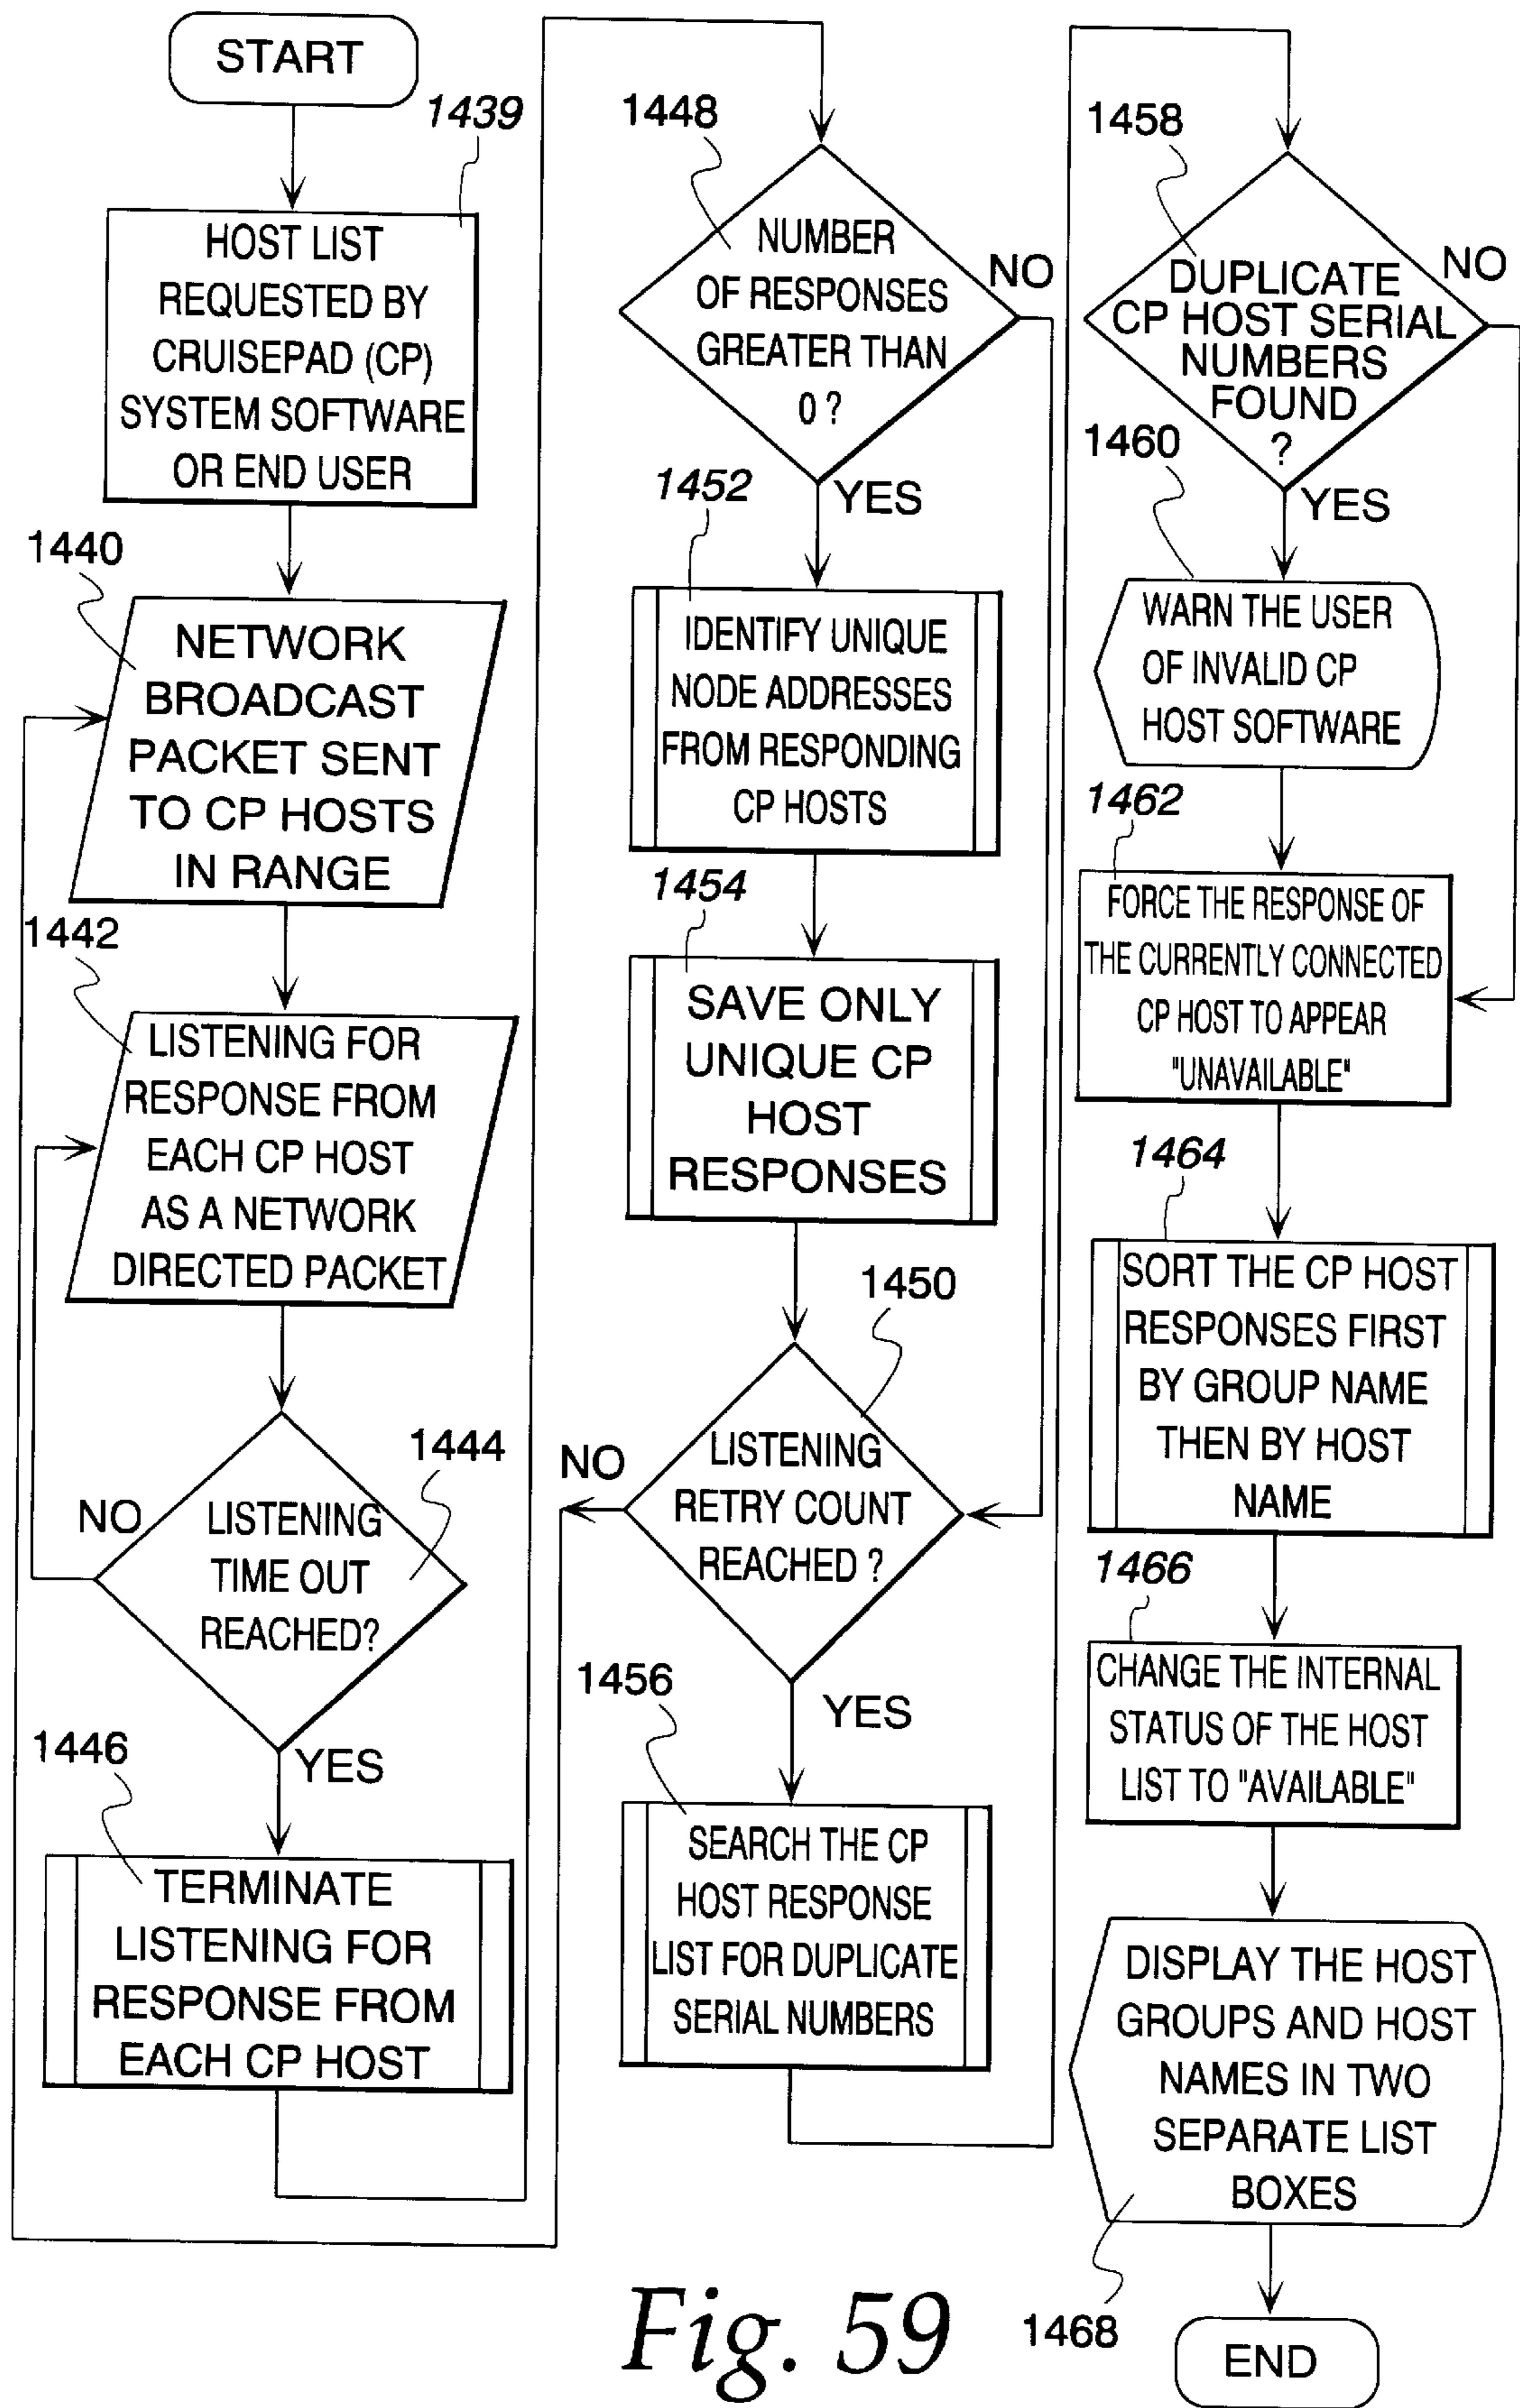 START
1439
HOST LIST
REQUESTED BY
CRUISEPAD (CP)
SYSTEM SOFTWARE
OR END USER
1440
NETWORK
BROADCAST
PACKET SENT
TO CP HOSTS
IN RANGE
1442
LISTENING FOR
RESPONSE FROM
EACH CP HOST
AS A NETWORK
DIRECTED PACKET
1444
NO
LISTENING
TIME OUT
REACHED?
YES
1446
TERMINATE
LISTENING FOR
RESPONSE FROM
EACH CP HOST
1448
NUMBER
OF RESPONSES
GREATER THAN
0 ?
NO
YES
1452
IDENTIFY UNIQUE
NODE ADDRESSES
FROM RESPONDING
CP HOSTS
1454
SAVE ONLY
UNIQUE CP
HOST
RESPONSES
1450
NO
LISTENING
RETRY COUNT
REACHED ?
YES
1456
SEARCH THE CP
HOST RESPONSE
LIST FOR DUPLICATE
SERIAL NUMBERS
1458
DUPLICATE
CP HOST SERIAL
NUMBERS
FOUND
?
NO
YES
1460
WARN THE USER
OF INVALID CP
HOST SOFTWARE
1462
FORCE THE RESPONSE OF
THE CURRENTLY CONNECTED
CP HOST TO APPEAR
"UNAVAILABLE"
1464
SORT THE CP HOST
RESPONSES FIRST
BY GROUP NAME
THEN BY HOST
NAME
1466
CHANGE THE INTERNAL
STATUS OF THE HOST
LIST TO "AVAILABLE"
DISPLAY THE HOST
GROUPS AND HOST
NAMES IN TWO
SEPARATE LIST
BOXES
1468
END
Fig. 59